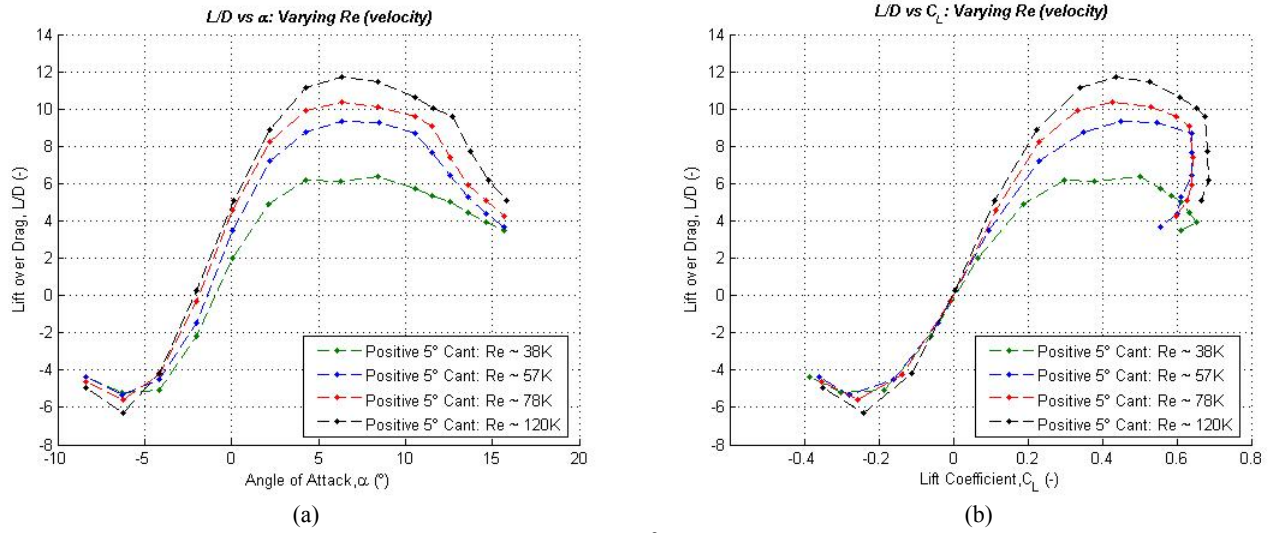 L/D vs α: Varying Re (velocity)
14
12
10
8
6
4
2
0
-2
-4
-6
-8
-10
-5
0
5
10
15
20
Lift over Drag, L/D (-)
Angle of Attack,α (°)
Positive 5° Cant: Re ~ 38K
Positive 5° Cant: Re ~ 57K
Positive 5° Cant: Re ~ 78K
Positive 5° Cant: Re ~ 120K
(a)
L/D vs C_L: Varying Re (velocity)
14
12
10
8
6
4
2
0
-2
-4
-6
-8
-0.4
-0.2
0
0.2
0.4
0.6
0.8
Lift over Drag, L/D (-)
Lift Coefficient,C_L (-)
Positive 5° Cant: Re ~ 38K
Positive 5° Cant: Re ~ 57K
Positive 5° Cant: Re ~ 78K
Positive 5° Cant: Re ~ 120K
(b)